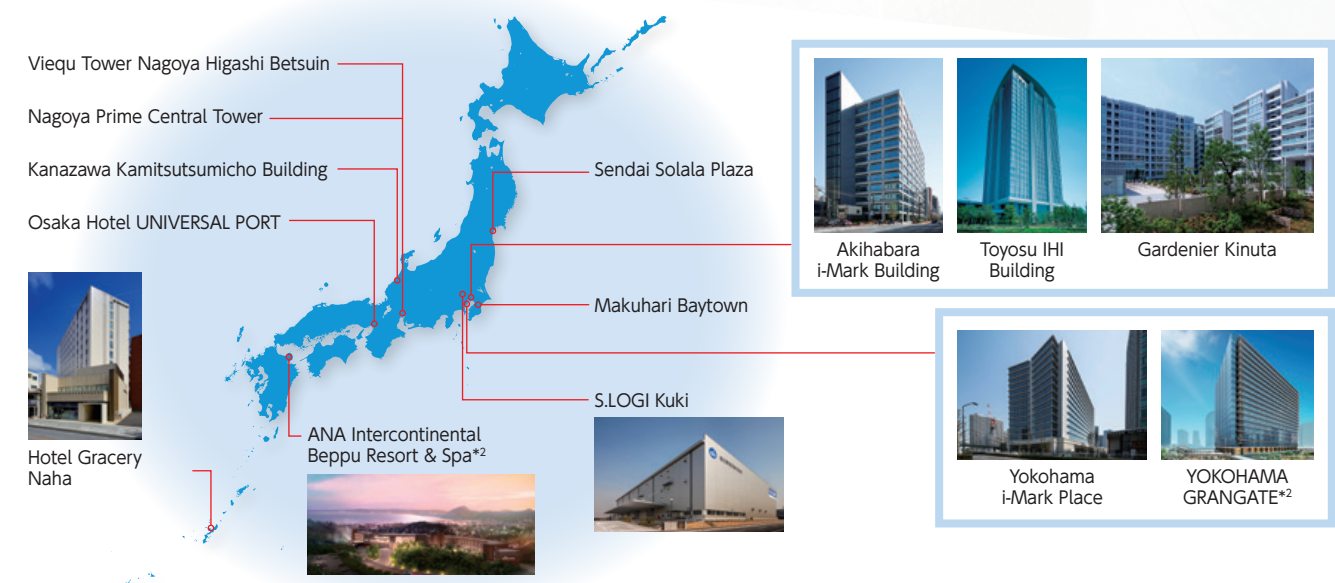 Viequ Tower Nagoya Higashi Betsuin
Nagoya Prime Central Tower
Kanazawa Kamitsutsumicho Building
Osaka Hotel UNIVERSAL PORT
Hotel Gracery
Naha
ANA Intercontinental
Beppu Resort & Spa*2
Sendai Solala Plaza
Makuhari Baytown
S.LOGI Kuki
Akihabara
i-Mark Building
Toyosu IHI
Building
Gardenier Kinuta
Yokohama
i-Mark Place
YOKOHAMA
GRANGATE*2